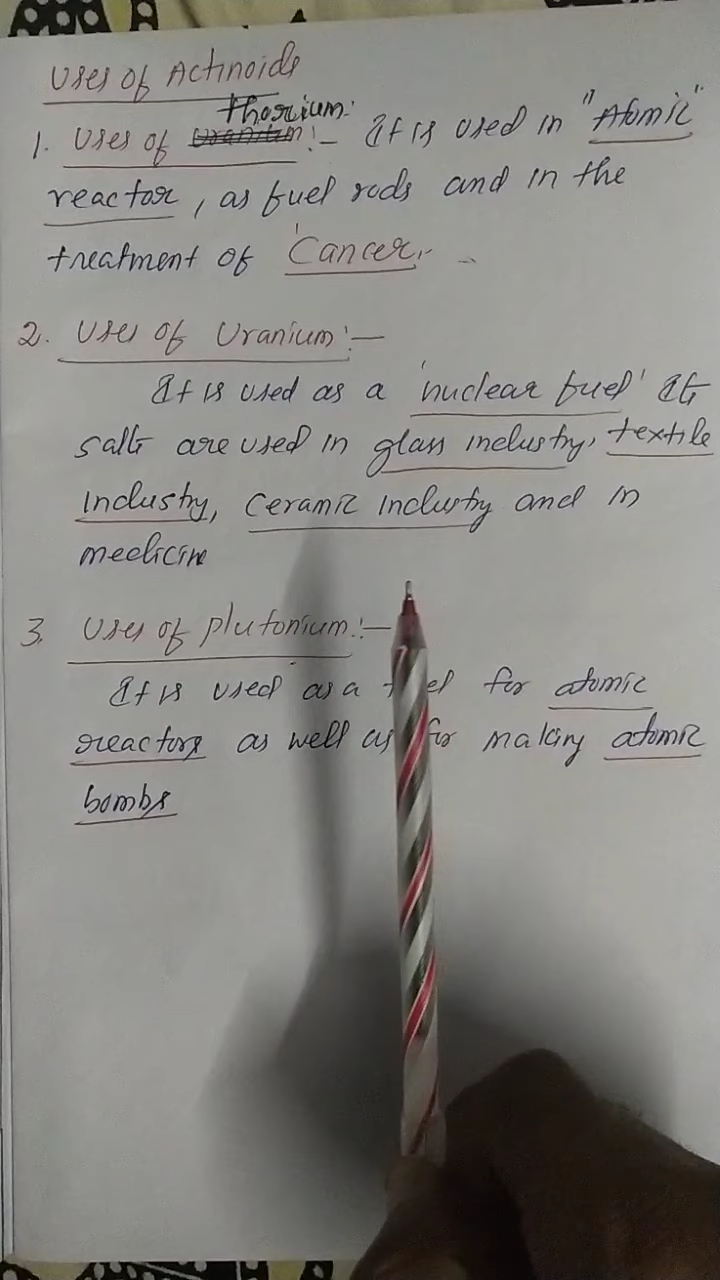 Uses of Actinoids
Thorium:
1. Uses of Uranium:- It is used in "Atomic"
reactor, as fuel rods and in the
treatment of 'Cancer.
2. Uses of Uranium:-
It is used as a 'nuclear fuel' Its
salts are used in glass industry, textile
industry, Ceramic industry and in
medicine
3. Uses of Plutonium:-
It is used as a for atomic
reactors as well as for making atomic
bombs